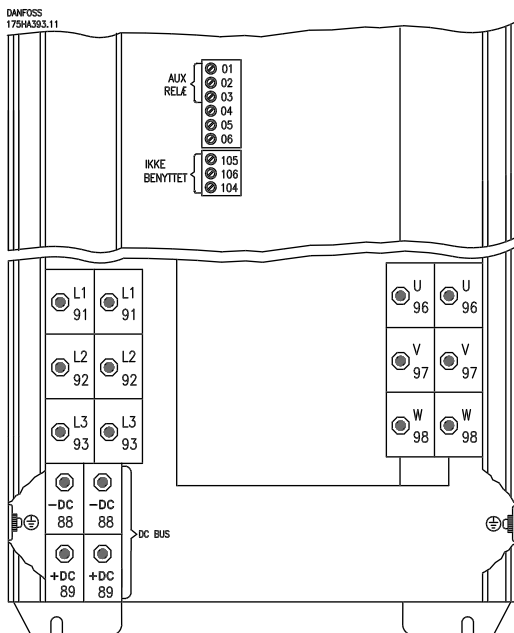 DANFOSS
175HA393.11
AUX
RELÆ
01
02
03
04
05
06
IKKE
BENYTTET
105
106
104
L1 L1
91 91
L2 L2
92 92
L3 L3
93 93
U U
96 96
V V
97 97
W W
98 98
-DC -DC
88 88
DC BUS
+DC +DC
89 89